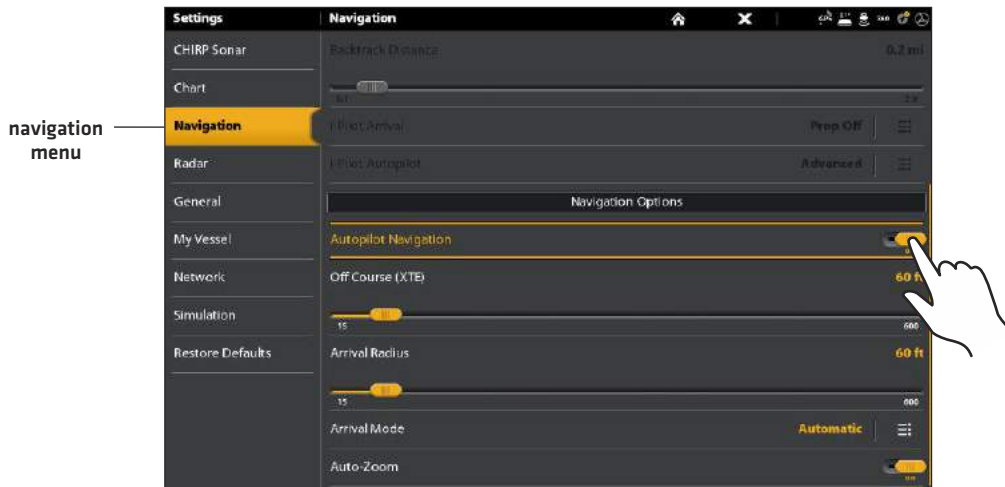 Settings Navigation
navigation
menu
CHIRP Sonar
Chart
Navigation
Radar
General
My Vessel
Network
Simulation
Restore Defaults
Backtrack Distance 0.2 mi
i-Pilot Arrival Prop Off
i-Pilot Autopilot Advanced
Navigation Options
Autopilot Navigation
Off Course (XTE) 60 ft
15 600
Arrival Radius 60 ft
15 600
Arrival Mode Automatic
Auto-Zoom
on